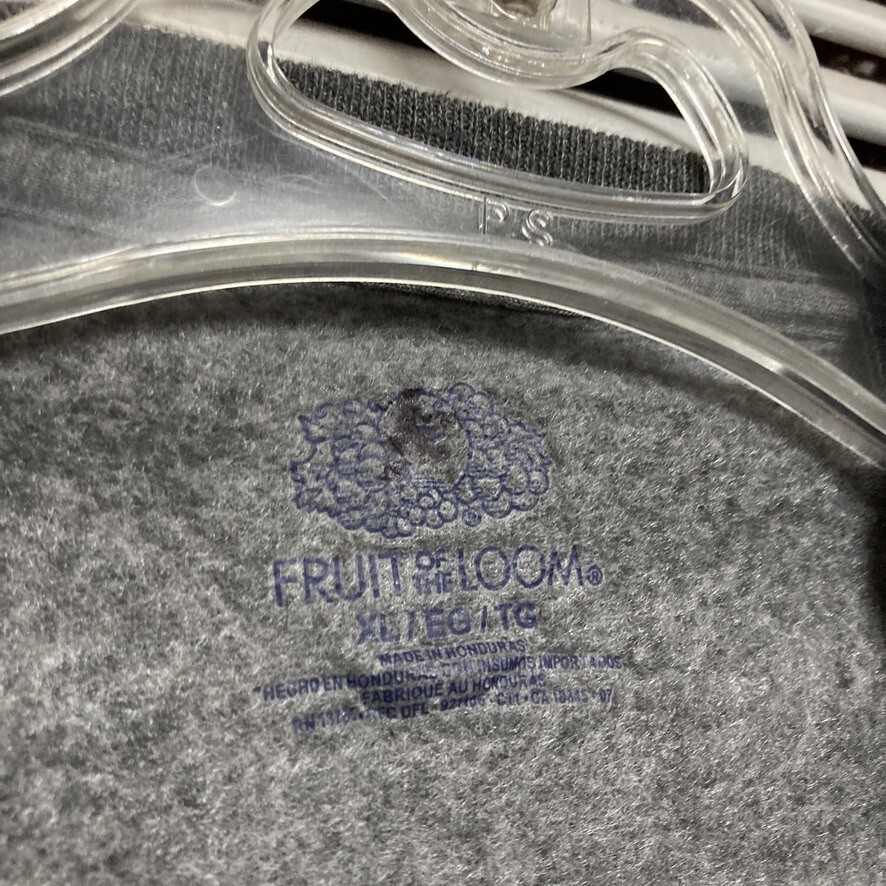 PS
®
FRUIT OF THE LOOM®
XL / EG / TG
MADE IN HONDURAS
HECHO EN HONDURAS CON INSUMOS IMPORTADOS
FABRIQUÉ AU HONDURAS
RN